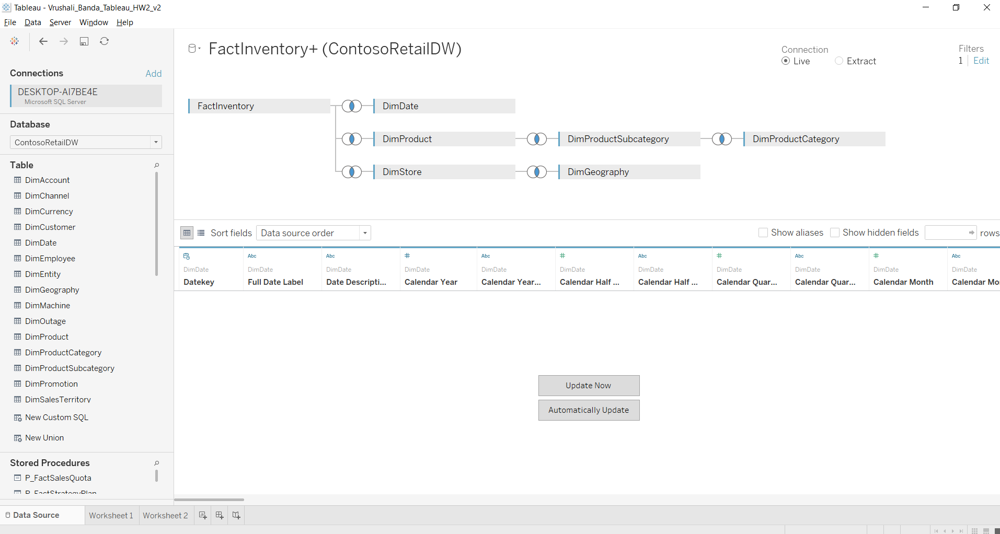 Tableau - Vrushali_Banda_Tableau_HW2_v2
File Data Server Window Help
Connections Add
DESKTOP-AI7BE4E
Microsoft SQL Server
Database
ContosoRetailDW
Table
DimAccount
DimChannel
DimCurrency
DimCustomer
DimDate
DimEmployee
DimEntity
DimGeography
DimMachine
DimOutage
DimProduct
DimProductCategory
DimProductSubcategory
DimPromotion
DimSalesTerritory
New Custom SQL
New Union
Stored Procedures
P_FactSalesQuota
P_FactStrategyPlan
FactInventory+ (ContosoRetailDW)
Connection
Live Extract
Filters
1 Edit
FactInventory DimDate
DimProduct DimProductSubcategory DimProductCategory
DimStore DimGeography
Sort fields Data source order Show aliases Show hidden fields rows
Abc Abc # Abc # Abc # Abc # Abc
DimDate DimDate DimDate DimDate DimDate DimDate DimDate DimDate DimDate DimDate DimDate
Datekey Full Date Label Date Descripti... Calendar Year Calendar Year... Calendar Half ... Calendar Half ... Calendar Quar... Calendar Quar... Calendar Month Calendar Mo
Update Now
Automatically Update
Data Source Worksheet 1 Worksheet 2